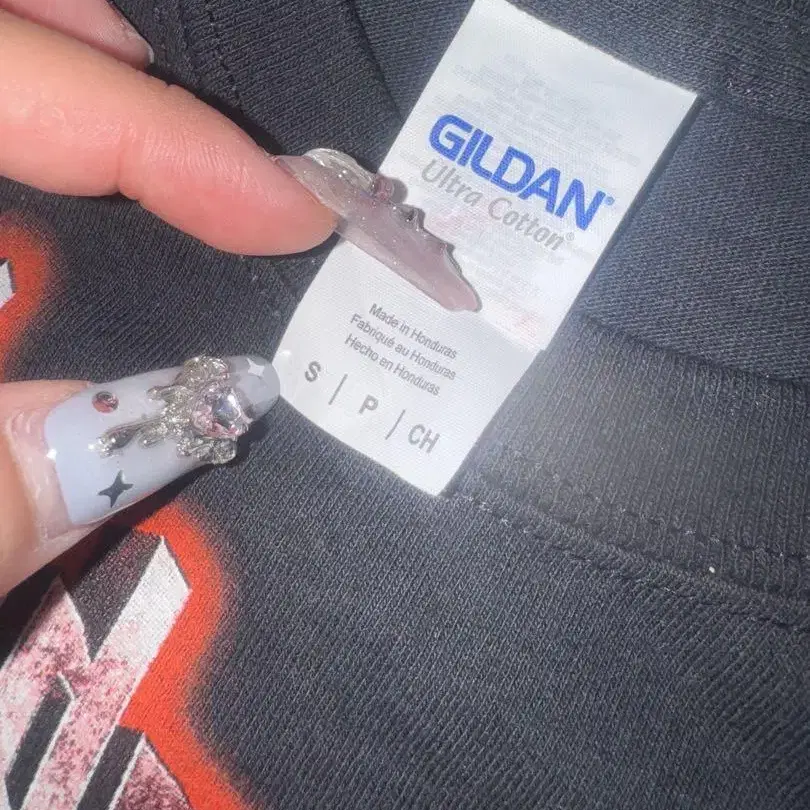 GILDAN®
Ultra Cotton®
Made in Honduras
Fabriqué au Honduras
Hecho en Honduras
S | P | CH